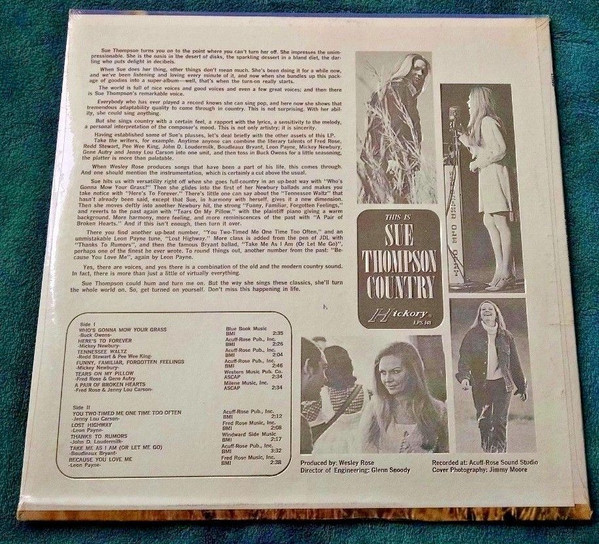 Sue Thompson turns you on to the point where you can't turn her off. She impresses the unim-
pressionable. She is the oasis in the desert of disks, the sparkling dessert in a bland diet, the dar-
ling who puts delight in decibels.
When Sue does her thing, other things don't mean much. She's been doing it for a while now,
and we've been listening and loving every minute of it, and now when she bundles up this pack-
age of goodies into a super-album—well, that's when the turn-on really starts.
The world is full of nice voices and good voices and even a few great voices; and then there
is Sue Thompson's remarkable voice.
Everybody who has ever played a record knows she can sing pop, and here now she shows that
tremendous adaptability quality to come through in country. This is not surprising. With her abil-
ity, she could sing anything.
But she sings country with a certain feel, a rapport with the lyrics, a sensitivity to the melody,
a personal interpretation of the composer's mood. This is not only artistry; it is sincerity.
Having established some of Sue's plaudits, let's deal briefly with the other assets of this LP.
Take the writers, for example. Anytime anyone can combine the literary talents of Fred Rose,
Redd Stewart, Pee Wee King, John D. Loudermilk, Boudleaux Bryant, Leon Payne, Mickey Newbury,
Gene Autry and Jenny Lou Carson into one unit, and then toss in Buck Owens for a little seasoning,
the platter is more than palatable.
When Wesley Rose produces songs that have been a part of his life, this comes through.
And one should mention the instrumentation, which is certainly a cut above the usual.
Sue hits us with versatility right off when she goes full-country in an up-beat way with "Who's
Gonna Mow Your Grass?" Then she glides into the first of her Newbury ballads and makes you
take notice with "Here's To Forever." There's little one can say about the "Tennessee Waltz" that
hasn't already been said, except that Sue, in harmony with herself, gives it a new dimension.
Then she moves deftly into another Newbury hit, the strong "Funny, Familiar, Forgotten Feelings,"
and reverts to the past again with "Tears On My Pillow," with the plaintiff piano giving a warm
background. More harmony, more feeling, and more reminiscences of the past with "A Pair of
Broken Hearts." And if this isn't enough, then turn it over.
There you find another up-beat number, "You Two-Timed Me One Time Too Often," and an
unmistakable Leon Payne tune, "Lost Highway." More class is added from the pen of JDL with
"Thanks To Rumors", and then the famous Bryant ballad, "Take Me As I Am (Or Let Me Go)",
perhaps one of the finest he ever wrote. To round things out, another number from the past: "Be-
cause You Love Me", again by Leon Payne.
Yes, there are voices, and yes there is a combination of the old and the modern country sound.
In fact, there is more than just a little of virtually everything.
Sue Thompson could hum and turn me on. But the way she sings these classics, she'll turn
the whole world on. So, get turned on yourself. Don't miss this happening in life.
THIS IS
SUE
THOMPSON
COUNTRY
Hickory
LPS 148
Side I
WHO'S GONNA MOW YOUR GRASS Blue Book Music
-Buck Owens- BMI 2:35
HERE'S TO FOREVER Acuff-Rose Pub., Inc.
-Mickey Newbury- BMI 2:26
TENNESSEE WALTZ Acuff-Rose Pub., Inc.
-Redd Stewart & Pee Wee King- BMI 2:04
FUNNY, FAMILIAR, FORGOTTEN FEELINGS Acuff-Rose Pub., Inc.
-Mickey Newbury- BMI 2:46
TEARS ON MY PILLOW Western Music Pub. Co.
-Fred Rose & Gene Autry ASCAP 2:34
A PAIR OF BROKEN HEARTS Milene Music, Inc.
-Fred Rose & Jenny Lou Carson- ASCAP 2:34
Side II
YOU TWO-TIMED ME ONE TIME TOO OFTEN Acuff-Rose Pub., Inc.
-Jenny Lou Carson- BMI 2:12
LOST HIGHWAY Fred Rose Music, Inc.
-Leon Payne- BMI 2:08
THANKS TO RUMORS Windward Side Music
-John D. Loudermilk- BMI 2:17
TAKE ME AS I AM (OR LET ME GO) Acuff-Rose Pub., Inc.
-Boudleaux Bryant- BMI 3:32
BECAUSE YOU LOVE ME Fred Rose Music, Inc.
-Leon Payne- BMI 2:38
Produced by: Wesley Rose
Director of Engineering: Glenn Snoddy
Recorded at: Acuff-Rose Sound Studio
Cover Photography: Jimmy Moore